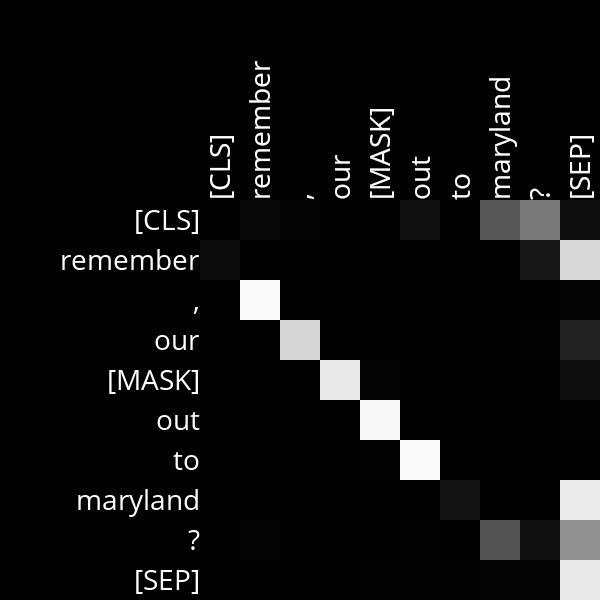 [CLS]
remember
,
our
[MASK]
out
to
maryland
?
[SEP]
[CLS]
remember
,
our
[MASK]
out
to
maryland
?
[SEP]